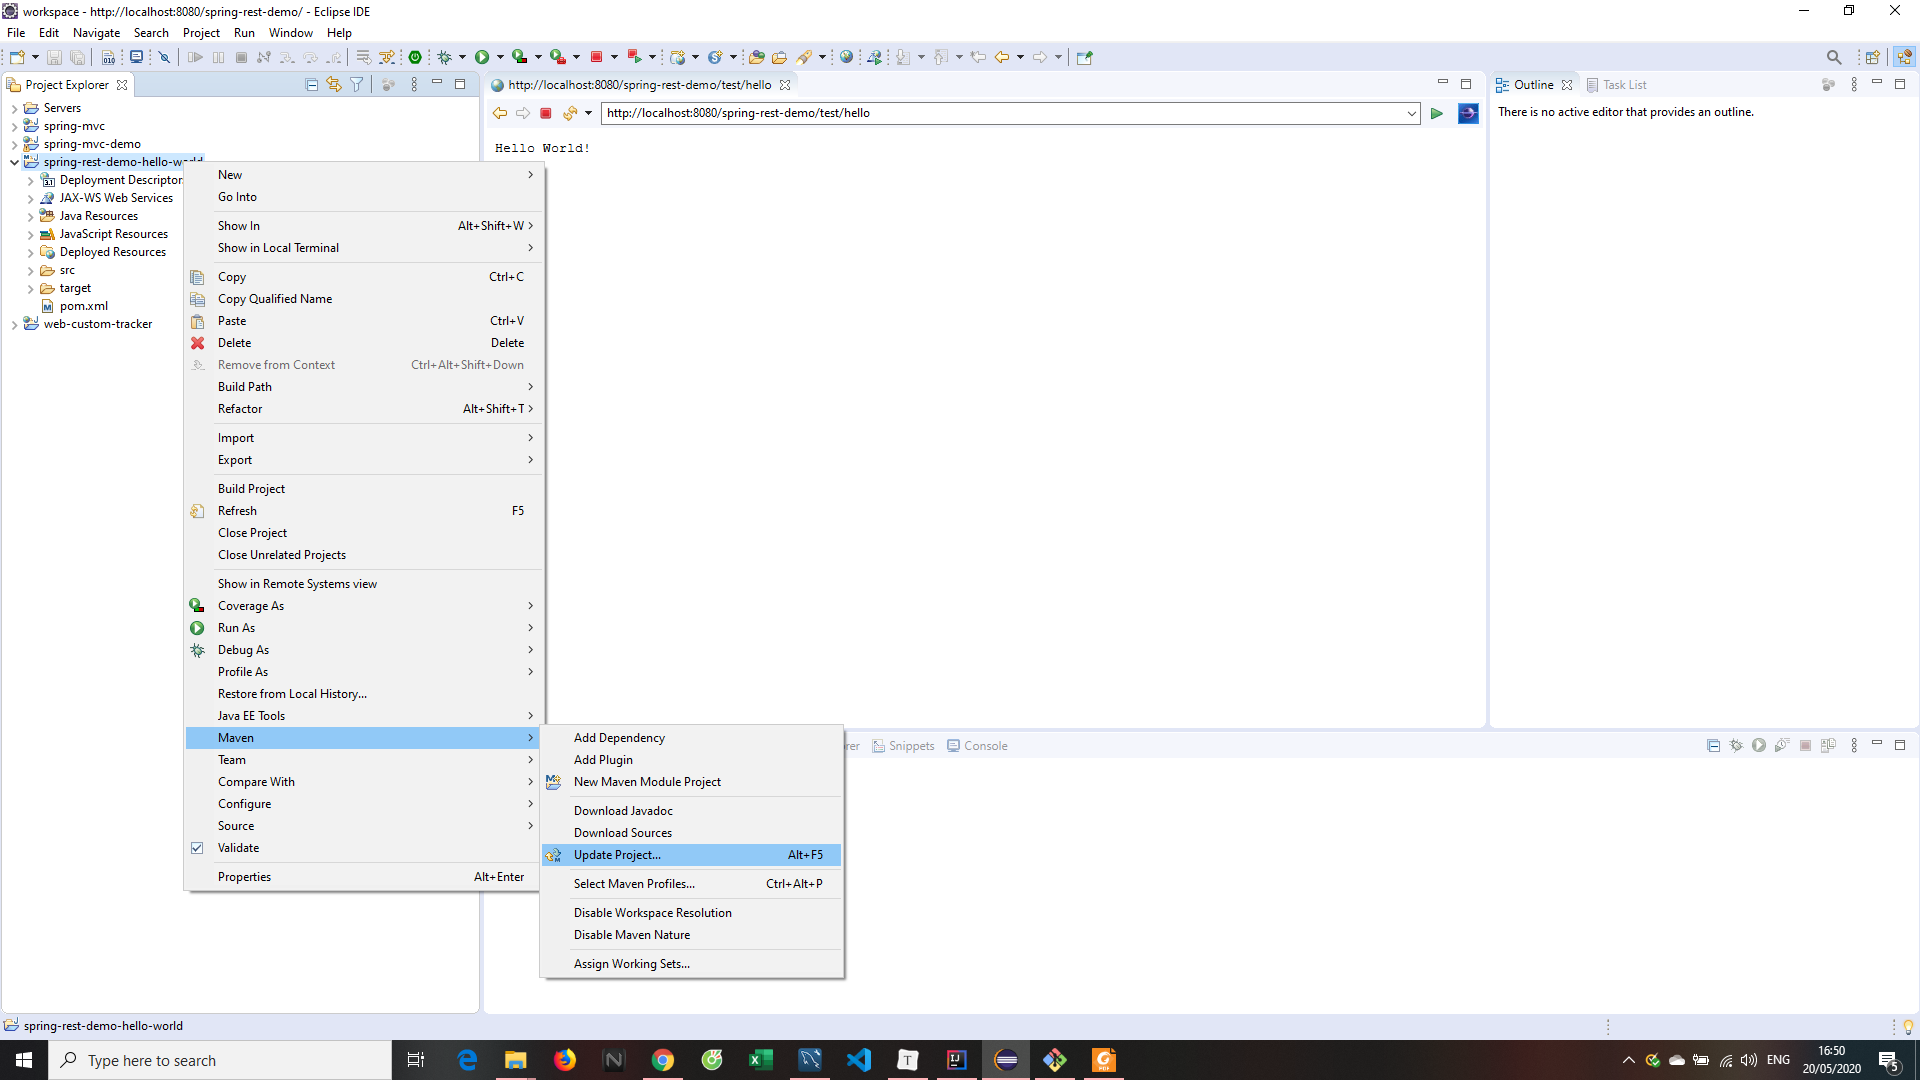 workspace - http://localhost:8080/spring-rest-demo/ - Eclipse IDE
File Edit Navigate Search Project Run Window Help
Project Explorer
http://localhost:8080/spring-rest-demo/test/hello
Outline
Task List
Servers
spring-mvc
spring-mvc-demo
spring-rest-demo-hello-world
Deployment Descriptor
JAX-WS Web Services
Java Resources
JavaScript Resources
Deployed Resources
src
target
pom.xml
web-custom-tracker
http://localhost:8080/spring-rest-demo/test/hello
Hello World!
There is no active editor that provides an outline.
New
Go Into
Show In Alt+Shift+W
Show in Local Terminal
Copy Ctrl+C
Copy Qualified Name
Paste Ctrl+V
Delete Delete
Remove from Context Ctrl+Alt+Shift+Down
Build Path
Refactor Alt+Shift+T
Import
Export
Build Project
Refresh F5
Close Project
Close Unrelated Projects
Show in Remote Systems view
Coverage As
Run As
Debug As
Profile As
Restore from Local History...
Java EE Tools
Maven
Team
Compare With
Configure
Source
Validate
Properties Alt+Enter
Add Dependency
Add Plugin
New Maven Module Project
Download Javadoc
Download Sources
Update Project... Alt+F5
Select Maven Profiles... Ctrl+Alt+P
Disable Workspace Resolution
Disable Maven Nature
Assign Working Sets...
Snippets
Console
spring-rest-demo-hello-world
Type here to search
ENG
16:50
20/05/2020
5